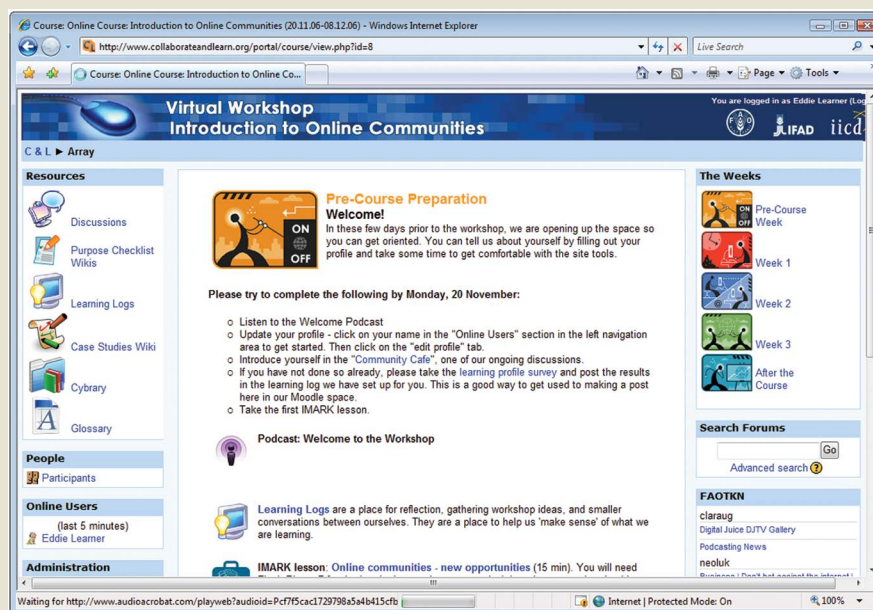 Course: Online Course: Introduction to Online Communities (20.11.06-08.12.06) - Windows Internet Explorer
http://www.collaborateandlearn.org/portal/course/view.php?id=8
Live Search
Course: Online Course: Introduction to Online Co...
Page
Tools
Virtual Workshop
Introduction to Online Communities
You are logged in as Eddie Learner (Log
FAO
IFAD
iicd
C & L ► Array
Resources
Discussions
Purpose Checklist
Wikis
Learning Logs
Case Studies Wiki
Cybrary
Glossary
People
Participants
Online Users
(last 5 minutes)
Eddie Learner
Administration
ON
OFF
Pre-Course Preparation
Welcome!
In these few days prior to the workshop, we are opening up the space so
you can get oriented. You can tell us about yourself by filling out your
profile and take some time to get comfortable with the site tools.
Please try to complete the following by Monday, 20 November:
Listen to the Welcome Podcast
Update your profile - click on your name in the "Online Users" section in the left navigation
area to get started. Then click on the "edit profile" tab.
Introduce yourself in the "Community Cafe", one of our ongoing discussions.
If you have not done so already, please take the learning profile survey and post the results
in the learning log we have set up for you. This is a good way to get used to making a post
here in our Moodle space.
Take the first IMARK lesson.
Podcast: Welcome to the Workshop
Learning Logs are a place for reflection, gathering workshop ideas, and smaller
conversations between ourselves. They are a place to help us 'make sense' of what we
are learning.
IMARK lesson: Online communities - new opportunities (15 min). You will need
The Weeks
ON
OFF
Pre-Course
Week
Week 1
Week 2
Week 3
After the
Course
Search Forums
Go
Advanced search
FAOTKN
claraug
Digital Juice DJTV Gallery
Podcasting News
neoluk
Waiting for http://www.audioacrobat.com/playweb?audioid=Pcf7f5cac1729798a5a4b415cfb
Internet | Protected Mode: On
100%